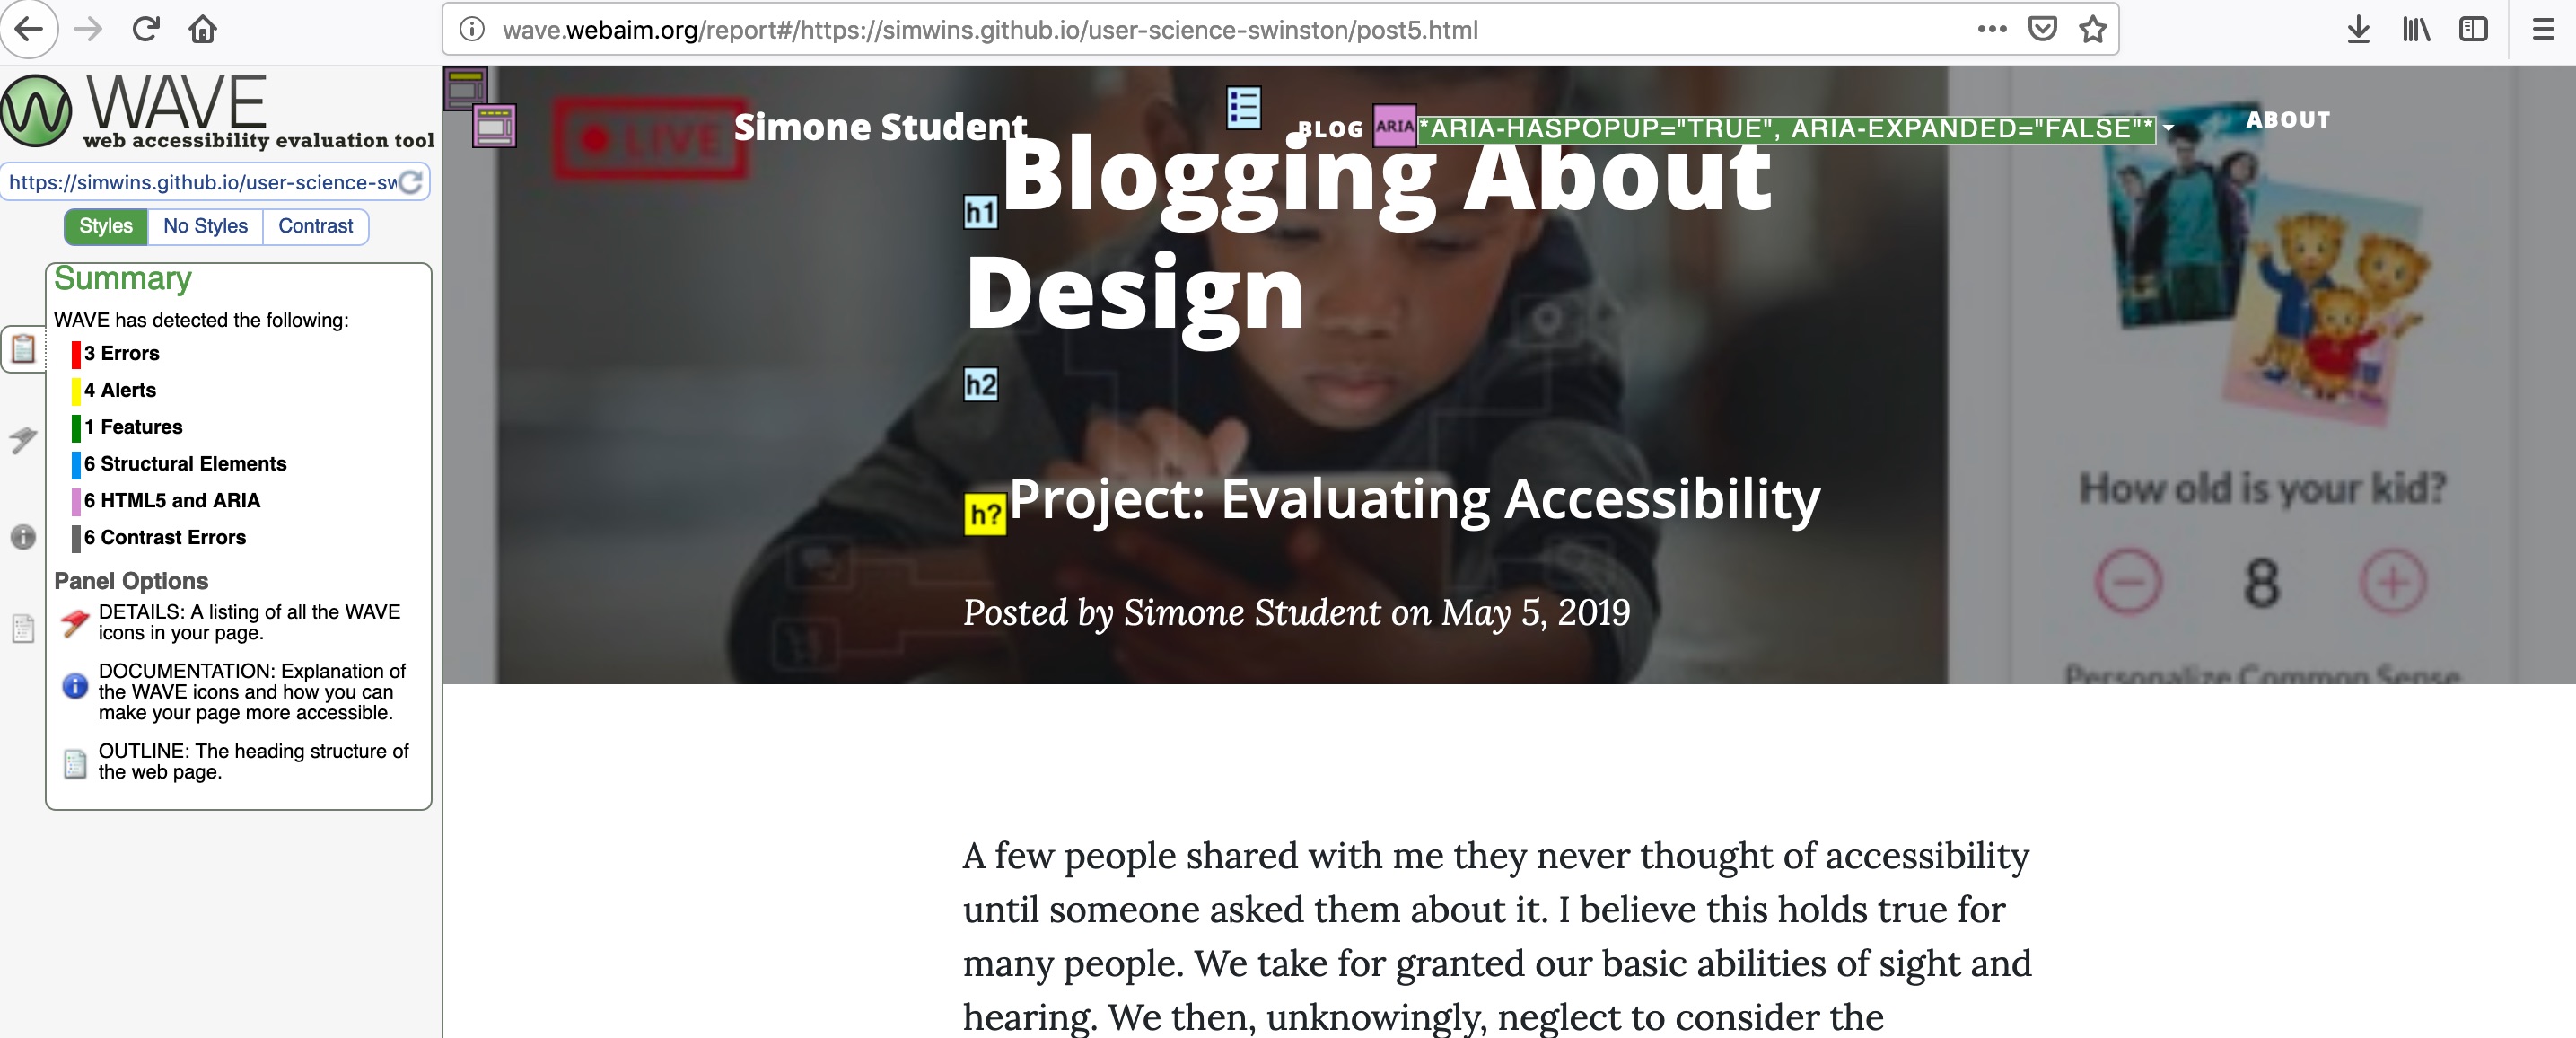 wave.webaim.org/report#/https://simwins.github.io/user-science-swinston/post5.html
WAVE
web accessibility evaluation tool
https://simwins.github.io/user-science-sw
Styles
No Styles
Contrast
Summary
WAVE has detected the following:
3 Errors
4 Alerts
1 Features
6 Structural Elements
6 HTML5 and ARIA
6 Contrast Errors
Panel Options
DETAILS: A listing of all the WAVE
icons in your page.
DOCUMENTATION: Explanation of
the WAVE icons and how you can
make your page more accessible.
OUTLINE: The heading structure of
the web page.
LIVE
Simone Student
BLOG
ARIA
*ARIA-HASPOPUP="TRUE", ARIA-EXPANDED="FALSE"*
ABOUT
h1
Blogging About
Design
h2
h?
Project: Evaluating Accessibility
Posted by Simone Student on May 5, 2019
How old is your kid?
8
Personalize Common Sense
A few people shared with me they never thought of accessibility
until someone asked them about it. I believe this holds true for
many people. We take for granted our basic abilities of sight and
hearing. We then, unknowingly, neglect to consider the